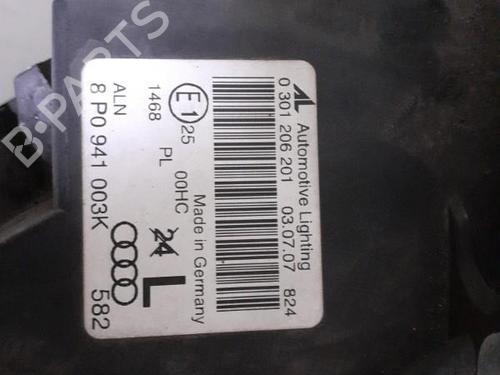 Automotive Lighting
0 301 206 201 03.07.07 824
E1 25 Made in Germany
1468 PL 00HC 24 L
ALN
8 P0 941 003K 582
B-PARTS